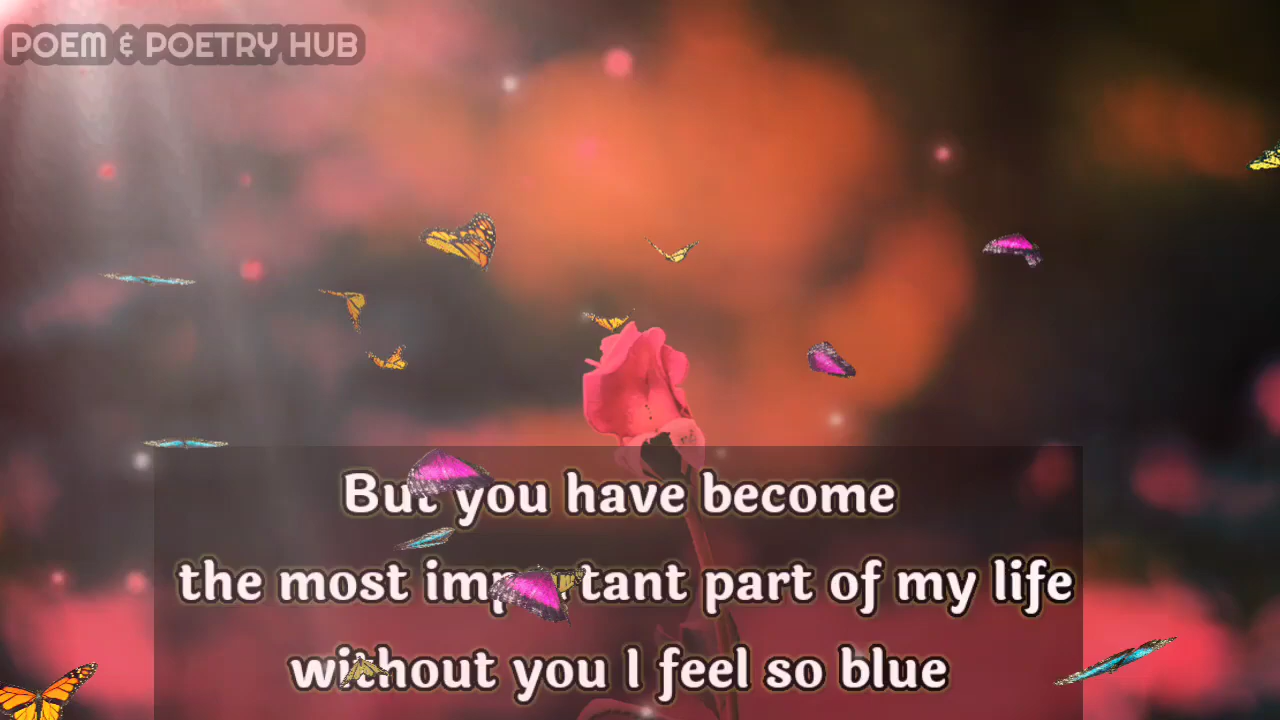 POEM & POETRY HUB
But you have become
the most important part of my life
without you I feel so blue